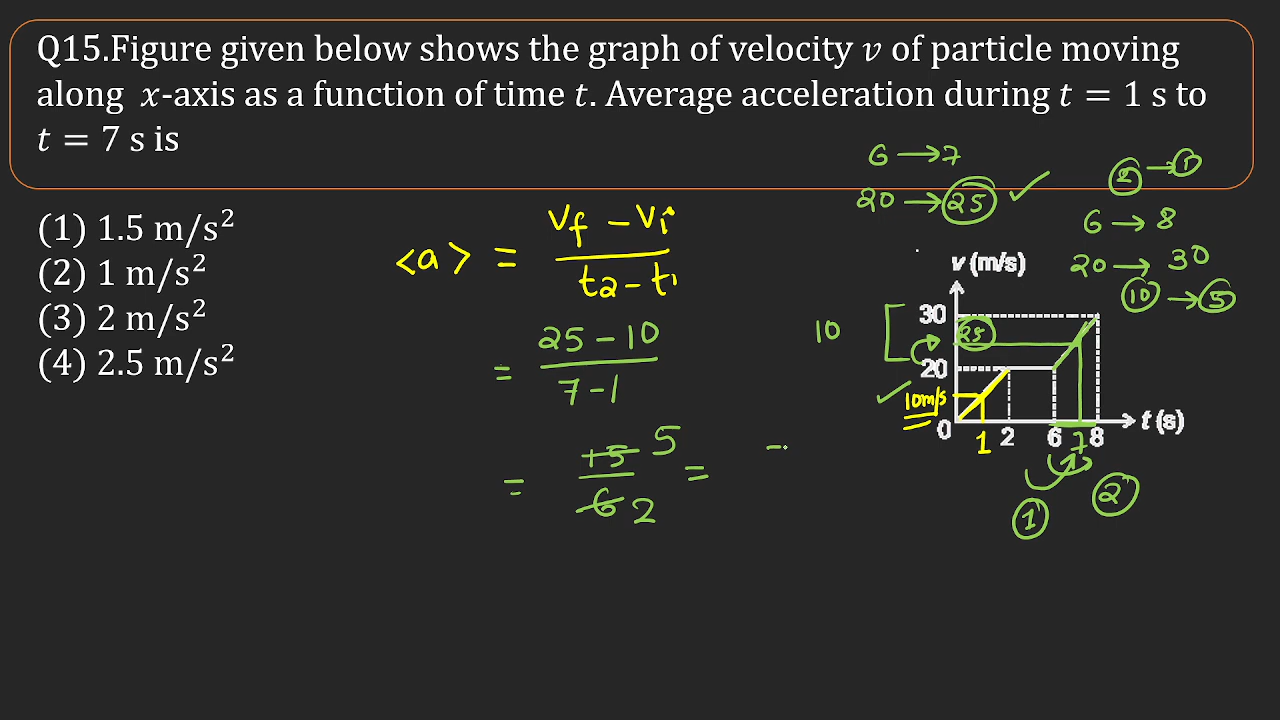 Q15.Figure given below shows the graph of velocity v of particle moving
along x-axis as a function of time t. Average acceleration during t = 1 s to
t = 7 s is
(1) 1.5 m/s²
(2) 1 m/s²
(3) 2 m/s²
(4) 2.5 m/s²
<a> = (vf – vi)/(t2 – t1)
= (25 – 10)/(7 – 1)
= 15/6 5/2 =
6 → 7
20 → 25 ✓
2 → 1
6 → 8
20 → 30
10 → 5
v (m/s)
10
30
25
20
✓ 10m/s
0 1 2 6 7 8 t (s)
1 2